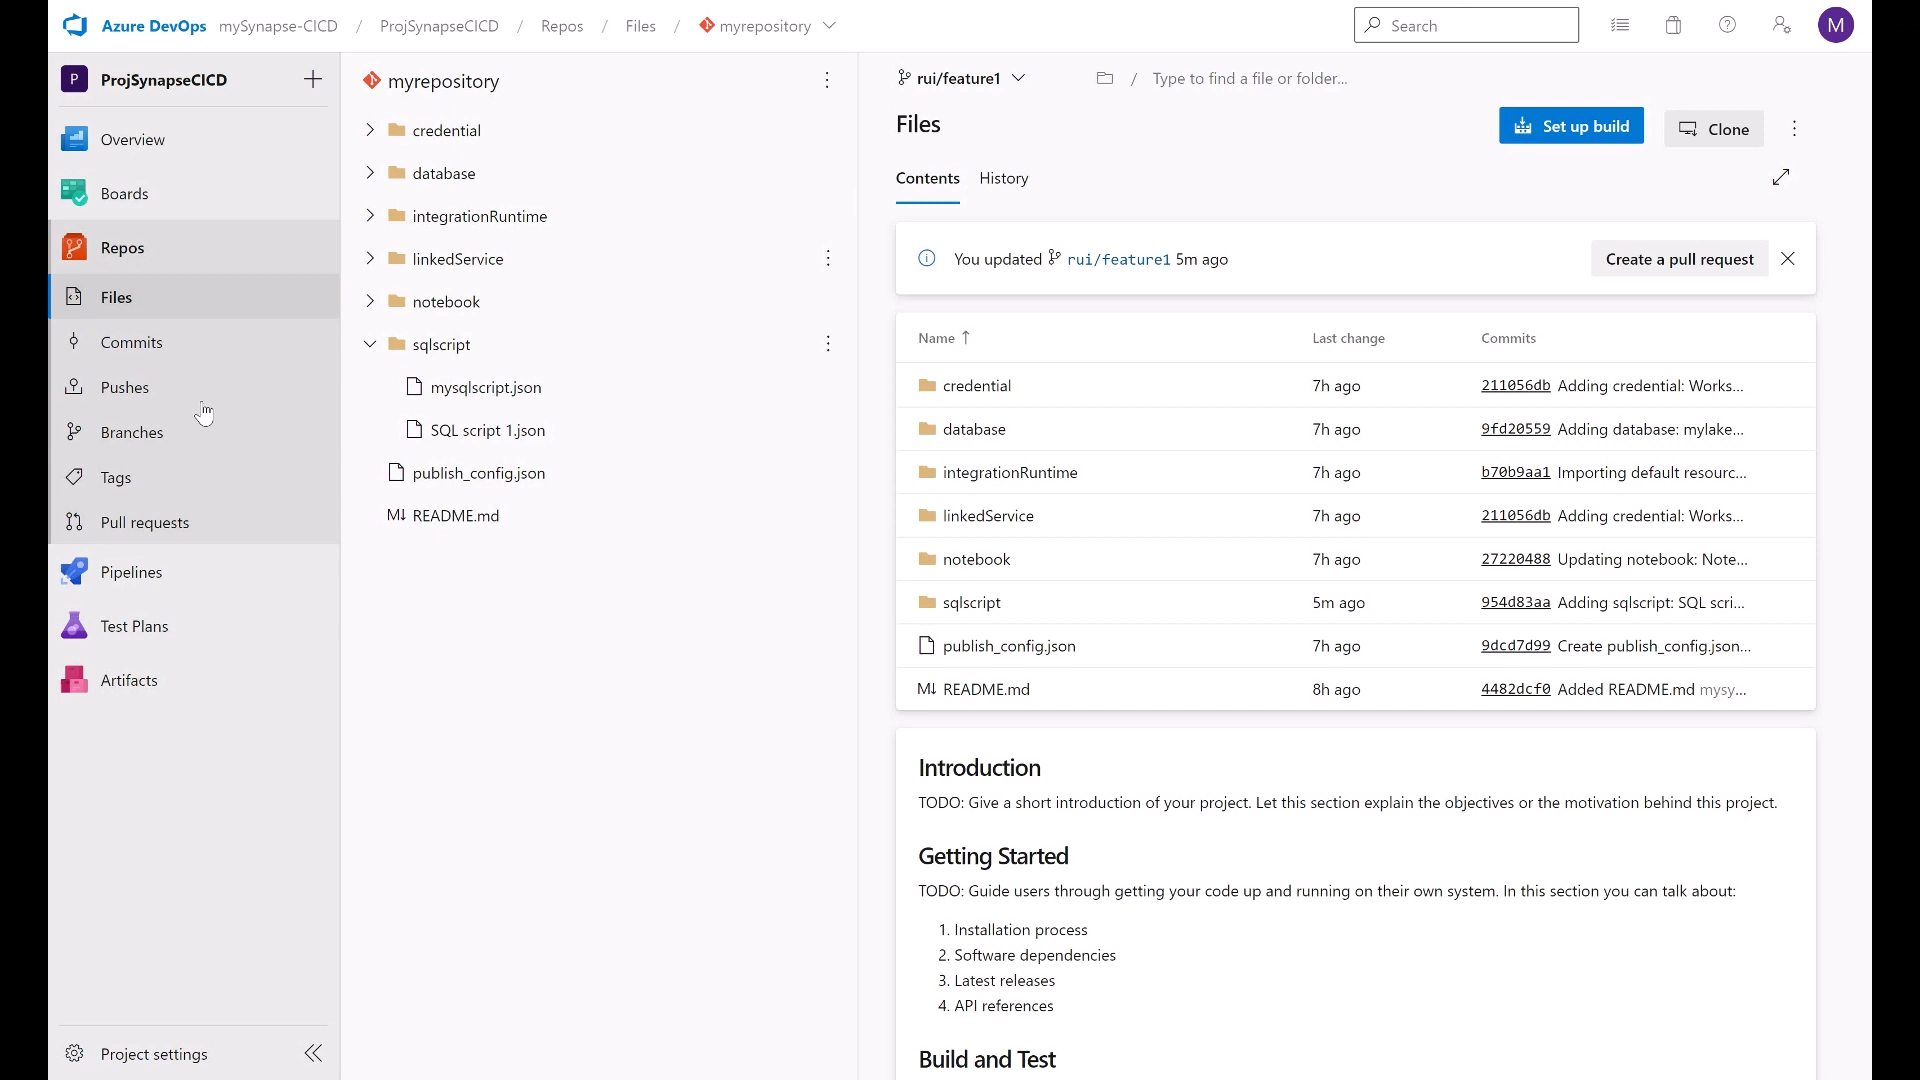 Azure DevOps mySynapse-CICD / ProjSynapseCICD / Repos / Files / myrepository
Search
M
P ProjSynapseCICD
Overview
Boards
Repos
Files
Commits
Pushes
Branches
Tags
Pull requests
Pipelines
Test Plans
Artifacts
Project settings
myrepository
credential
database
integrationRuntime
linkedService
notebook
sqlscript
mysqlscript.json
SQL script 1.json
publish_config.json
M↓ README.md
rui/feature1
/ Type to find a file or folder...
Files
Set up build
Clone
Contents History
You updated rui/feature1 5m ago
Create a pull request
Name ↑ Last change Commits
credential 7h ago 211056db Adding credential: Works...
database 7h ago 9fd20559 Adding database: mylake...
integrationRuntime 7h ago b70b9aa1 Importing default resourc...
linkedService 7h ago 211056db Adding credential: Works...
notebook 7h ago 27220488 Updating notebook: Note...
sqlscript 5m ago 954d83aa Adding sqlscript: SQL scri...
publish_config.json 7h ago 9dcd7d99 Create publish_config.json...
M↓ README.md 8h ago 4482dcf0 Added README.md mysy...
Introduction
TODO: Give a short introduction of your project. Let this section explain the objectives or the motivation behind this project.
Getting Started
TODO: Guide users through getting your code up and running on their own system. In this section you can talk about:
1. Installation process
2. Software dependencies
3. Latest releases
4. API references
Build and Test